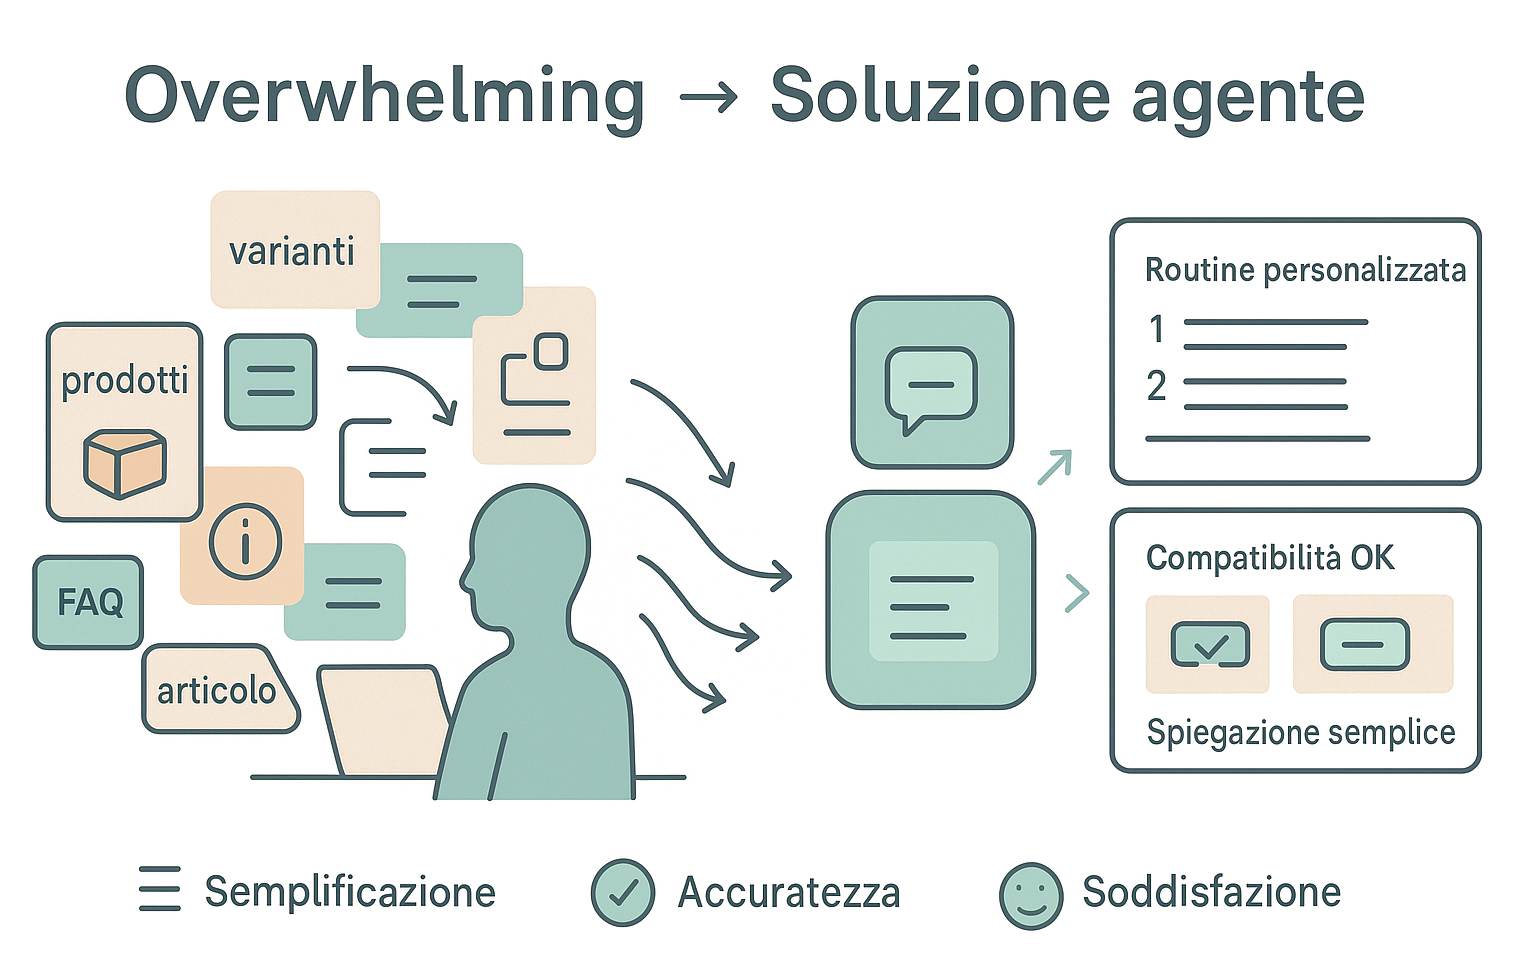 Overwhelming → Soluzione agente
varianti
prodotti
FAQ
articolo
Routine personalizzata
1
2
Compatibilità OK
Spiegazione semplice
Semplificazione
Accuratezza
Soddisfazione